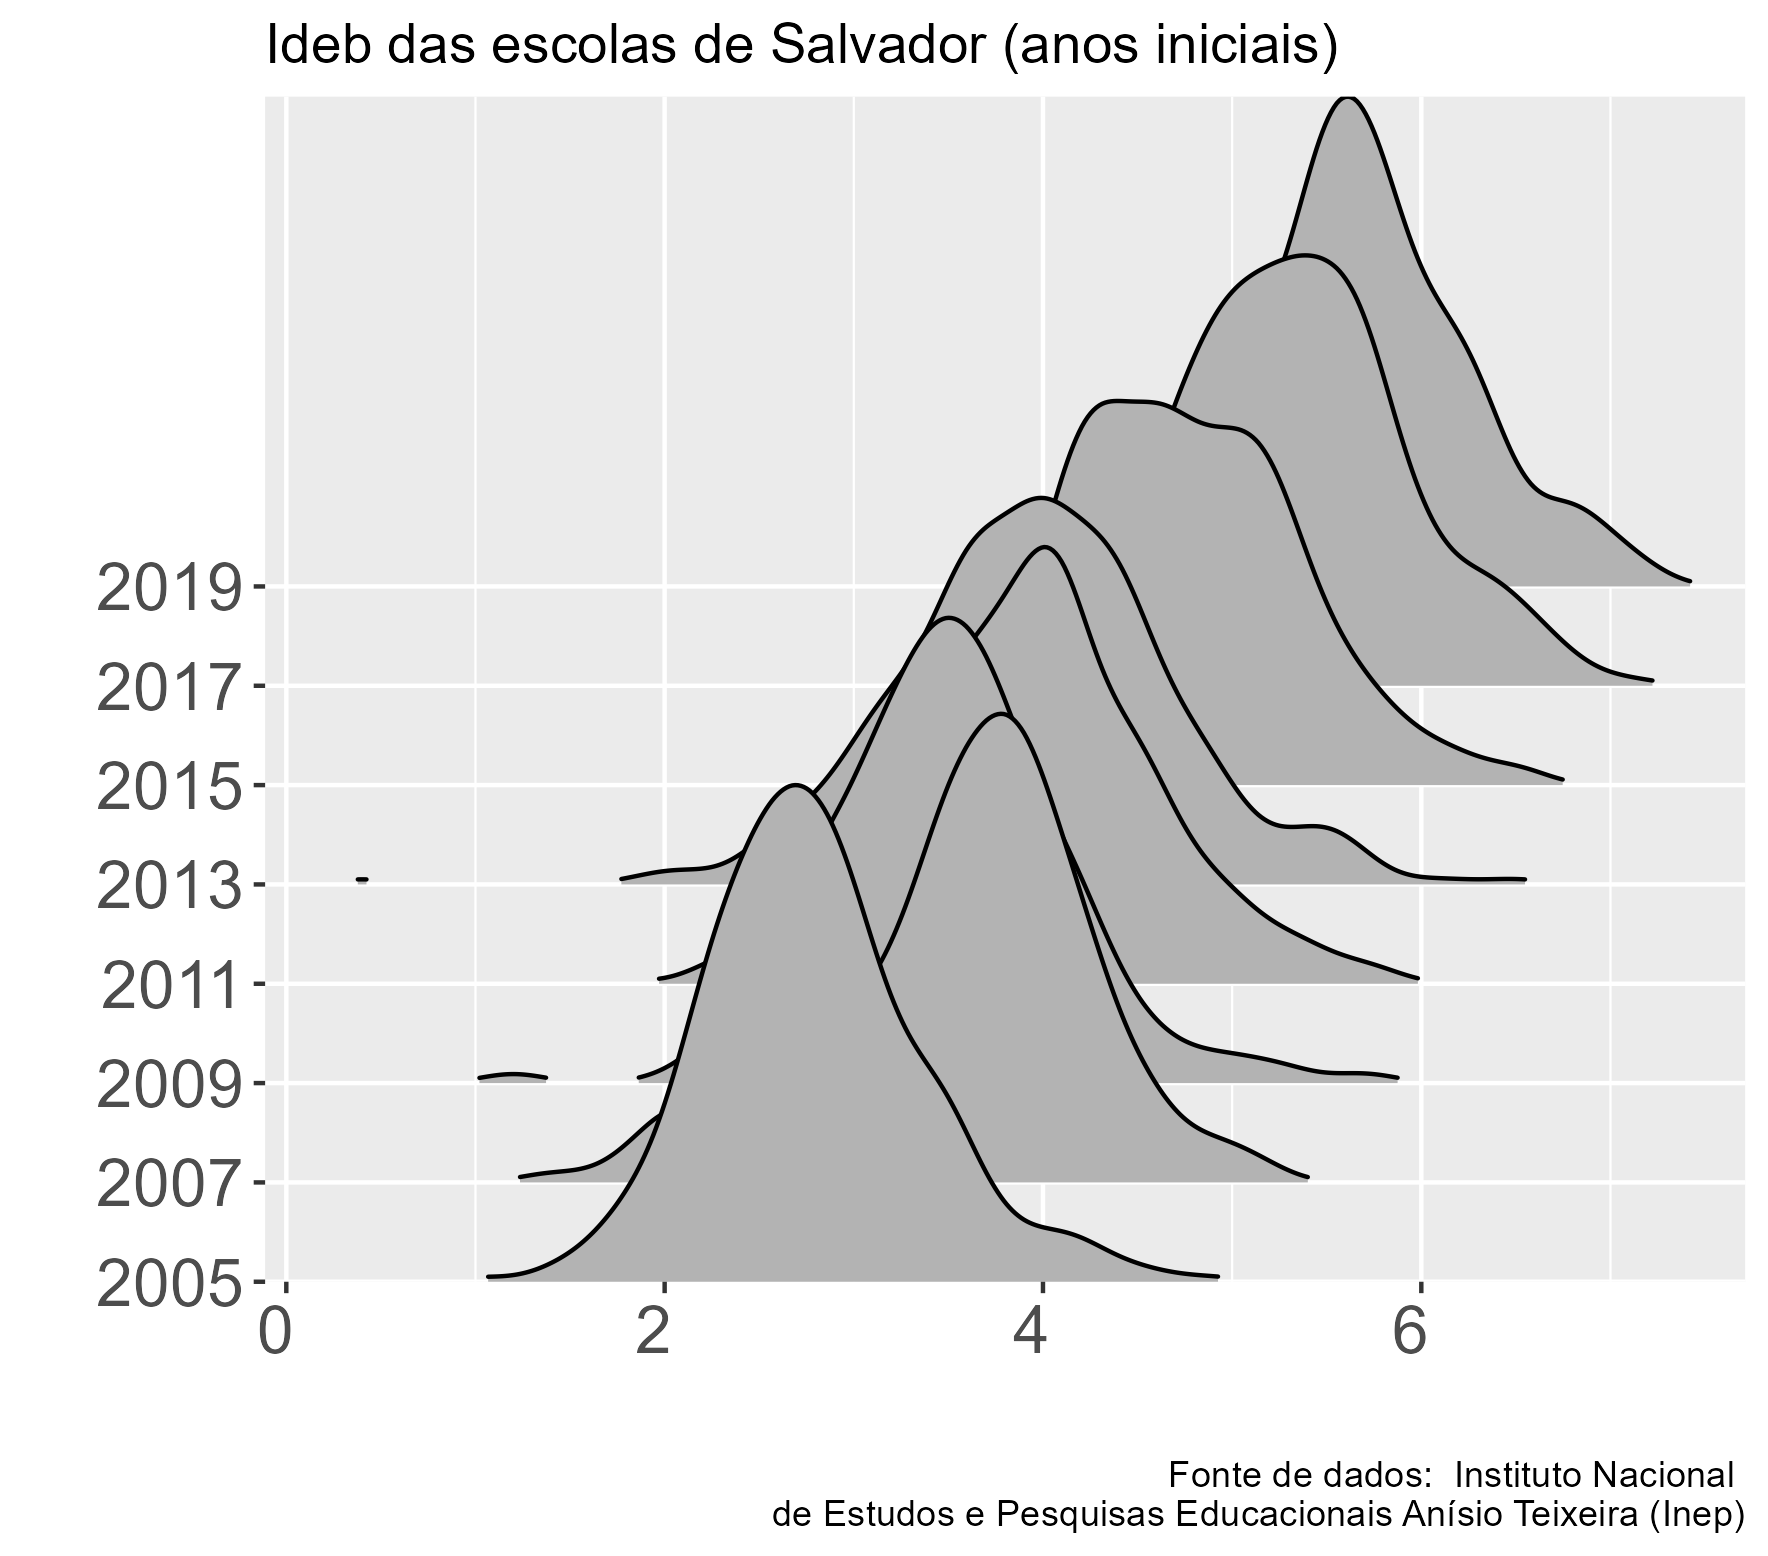 Ideb das escolas de Salvador (anos iniciais)
2019
2017
2015
2013
2011
2009
2007
2005
0 2 4 6
Fonte de dados:  Instituto Nacional
de Estudos e Pesquisas Educacionais Anísio Teixeira (Inep)